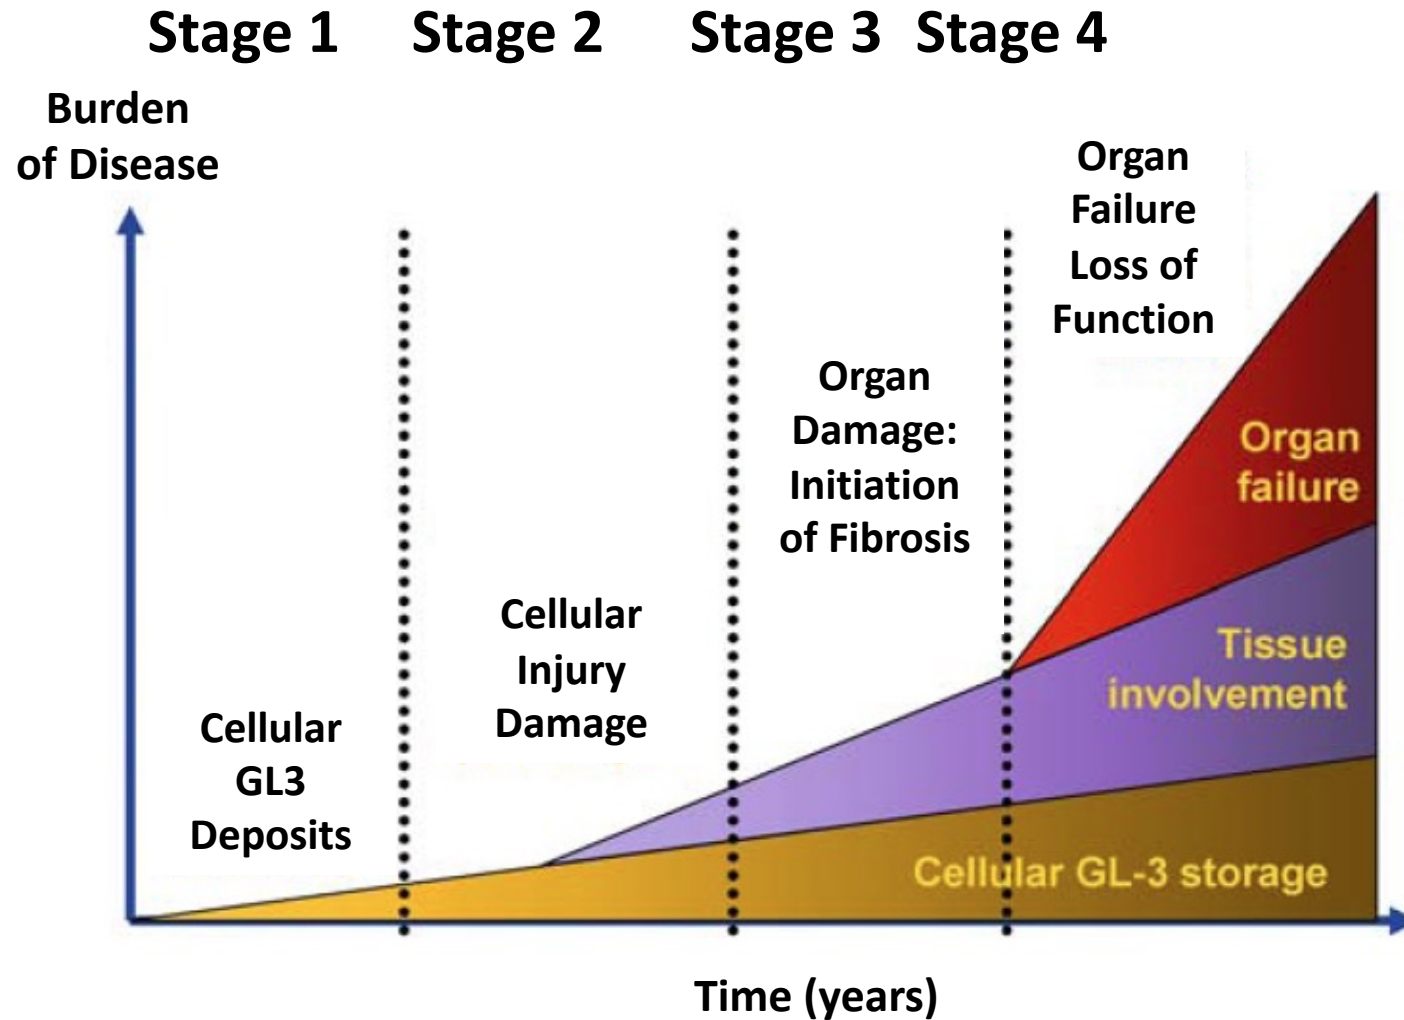 Stage 1 Stage 2 Stage 3 Stage 4
Burden
of Disease
Cellular
GL3
Deposits
Cellular
Injury
Damage
Organ
Damage:
Initiation
of Fibrosis
Organ
Failure
Loss of
Function
Organ
failure
Tissue
involvement
Cellular GL-3 storage
Time (years)